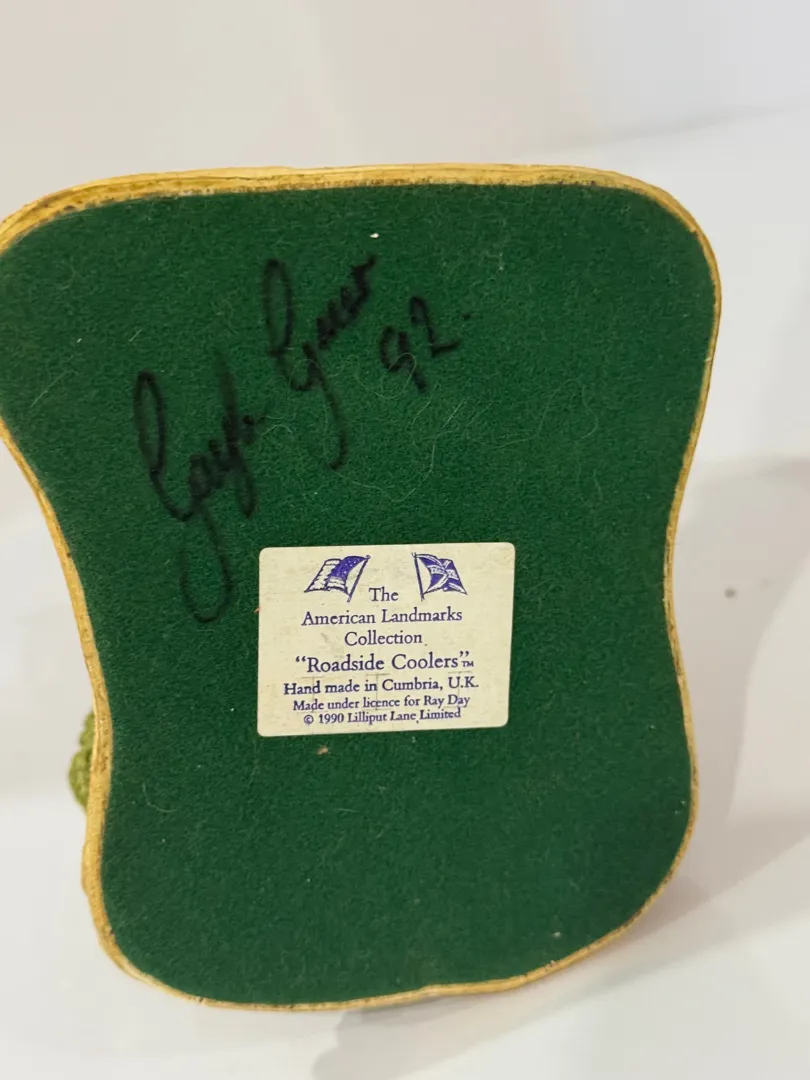 92.
The
American Landmarks
Collection
“Roadside Coolers”™
Hand made in Cumbria, U.K.
Made under licence for Ray Day
© 1990 Lilliput Lane Limited